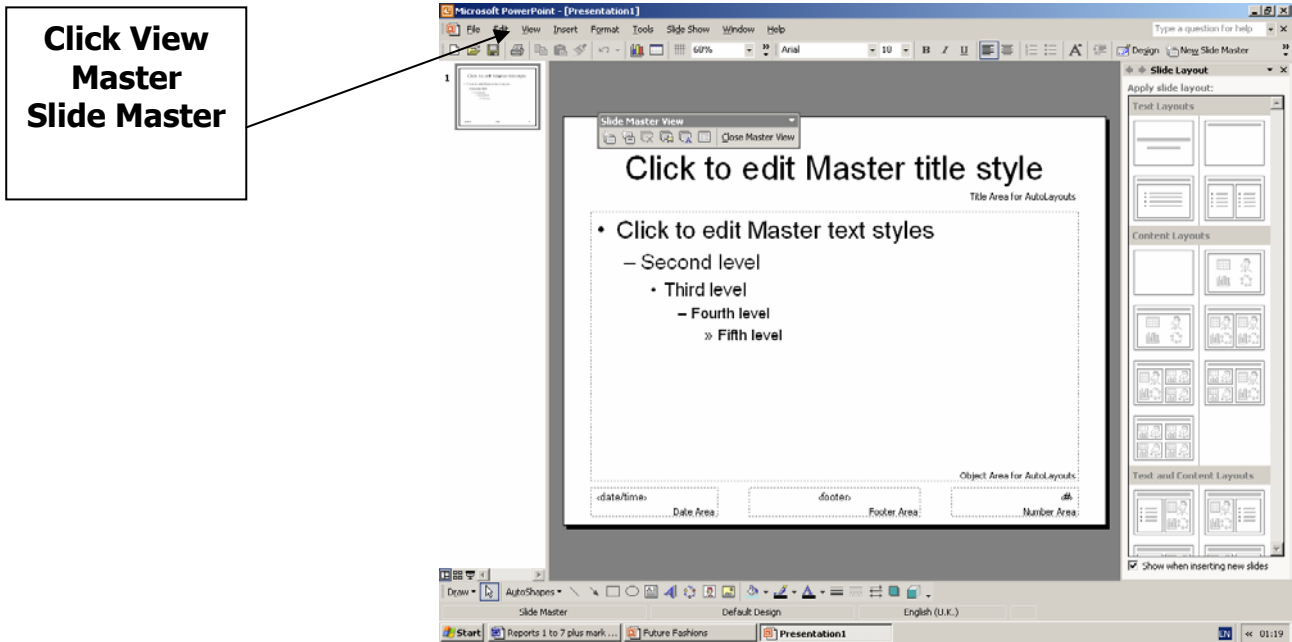 Click View
Master
Slide Master
Microsoft PowerPoint - [Presentation1]
File Edit View Insert Format Tools Slide Show Window Help
Type a question for help
60% Arial 10 B I U A Design New Slide Master
1
Slide Layout
Apply slide layout:
Text Layouts
Content Layouts
Text and Content Layouts
Show when inserting new slides
Slide Master View
Close Master View
Click to edit Master title style
Title Area for AutoLayouts
• Click to edit Master text styles
– Second level
• Third level
– Fourth level
» Fifth level
Object Area for AutoLayouts
<date/time> <footer> <#>
Date Area Footer Area Number Area
Draw AutoShapes
Slide Master Default Design English (U.K.)
Start Reports 1 to 7 plus mark ... Future Fashions Presentation1 EN « 01:19